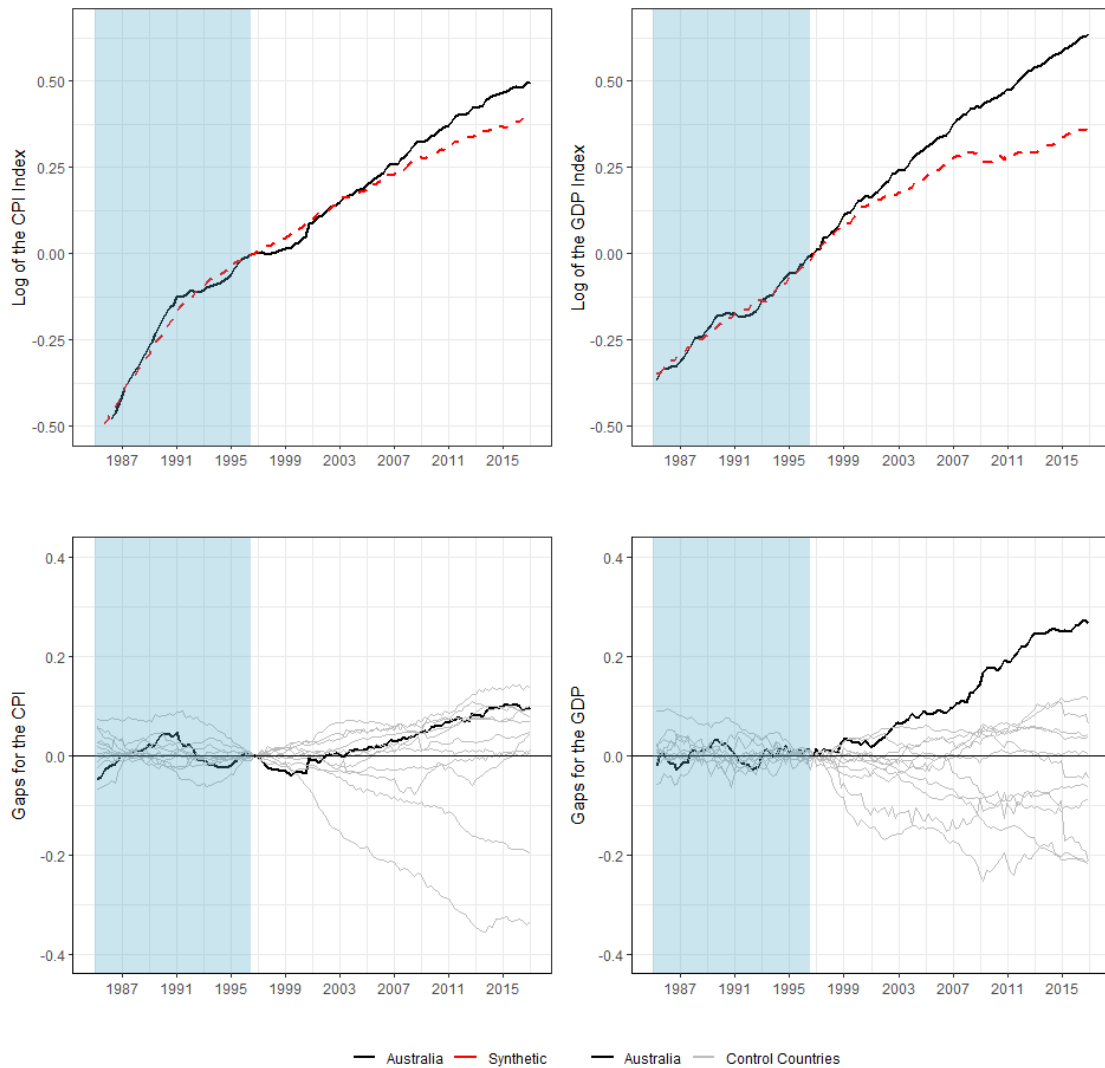 Log of the CPI Index
0.50
0.25
0.00
-0.25
-0.50
1987 1991 1995 1999 2003 2007 2011 2015
Log of the GDP Index
0.50
0.25
0.00
-0.25
-0.50
1987 1991 1995 1999 2003 2007 2011 2015
Gaps for the CPI
0.4
0.2
0.0
-0.2
-0.4
1987 1991 1995 1999 2003 2007 2011 2015
Gaps for the GDP
0.4
0.2
0.0
-0.2
-0.4
1987 1991 1995 1999 2003 2007 2011 2015
Australia Synthetic Australia Control Countries